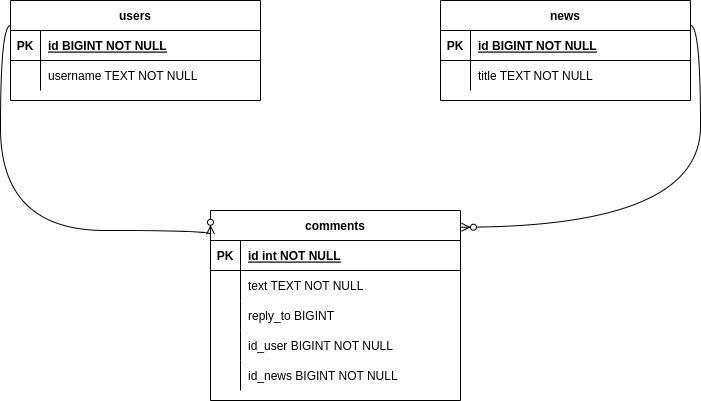 users
PK id BIGINT NOT NULL
username TEXT NOT NULL
news
PK id BIGINT NOT NULL
title TEXT NOT NULL
comments
PK id int NOT NULL
text TEXT NOT NULL
reply_to BIGINT
id_user BIGINT NOT NULL
id_news BIGINT NOT NULL